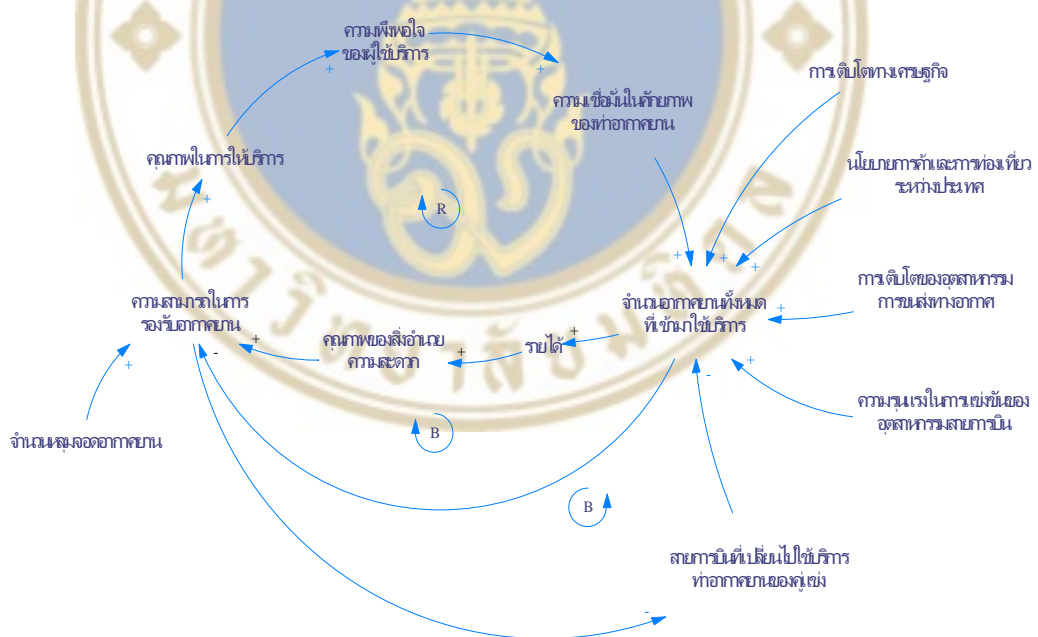 ความพึงพอใจ
ของผู้ใช้บริการ
+
+
การเติบโตทางเศรษฐกิจ
ความเชื่อมั่นในศักยภาพ
ของท่าอากาศยาน
คุณภาพในการให้บริการ
+
นโยบายการค้าและการท่องเที่ยว
ระหว่างประเทศ
R
+
+
+
ความสามารถในการ
รองรับอากาศยาน
จำนวนอากาศยานทั้งหมด
ที่เข้ามาใช้บริการ
+
การเติบโตของอุตสาหกรรม
การขนส่งทางอากาศ
คุณภาพของสิ่งอำนวย
ความสะดวก
+
-
+
รายได้
+
+
-
+
ความรุนแรงในการแข่งขันของ
อุตสาหกรรมสายการบิน
จำนวนหลุมจอดอากาศยาน
B
B
สายการบินที่เปลี่ยนไปใช้บริการ
ท่าอากาศยานของคู่แข่ง
-
มหาวิทยาลัยมหิดล